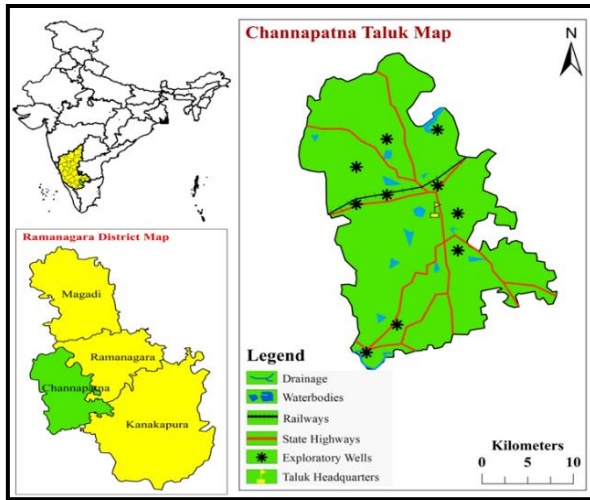 Channapatna Taluk Map
N
Ramanagara District Map
Magadi
Ramanagara
Channapatna
Kanakapura
Legend
Drainage
Waterbodies
Railways
State Highways
Exploratory Wells
Taluk Headquarters
Kilometers
0 5 10